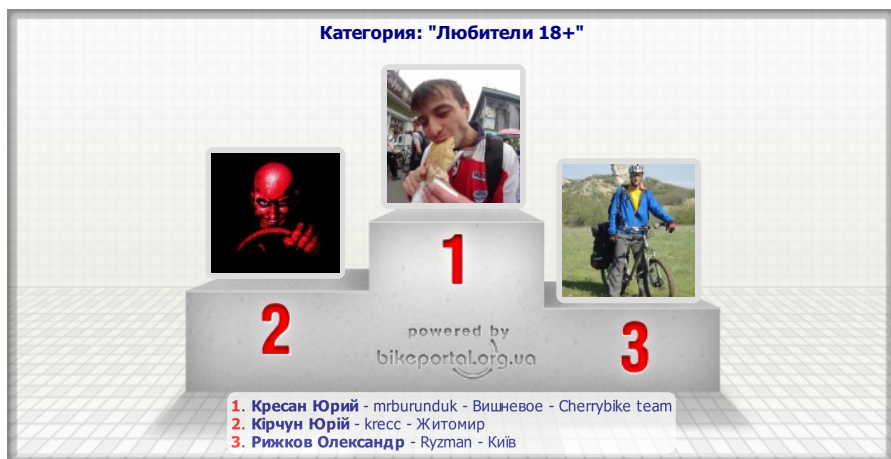 Категория: "Любители 18+"
1
2
3
powered by
bikeportal.org.ua
1. Кресан Юрий - mrburunduk - Вишневое - Cherrybike team
2. Кірчун Юрій - krecc - Житомир
3. Рижков Олександр - Ryzman - Київ